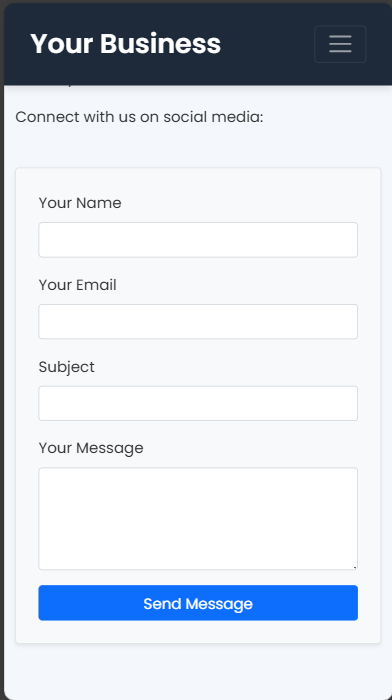 Your Business
Connect with us on social media:
Your Name
Your Email
Subject
Your Message
Send Message